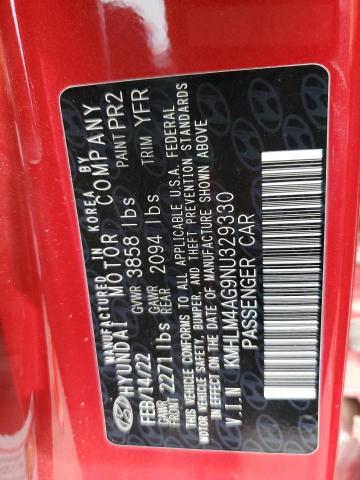 MANUFACTURED IN KOREA BY
HYUNDAI MOTOR COMPANY
FEB/14/22 GVWR 3858 lbs PAINT PR2
GAWR FRONT 2271 lbs GAWR REAR 2094 lbs TRIM YFR
THIS VEHICLE CONFORMS TO ALL APPLICABLE U.S.A. FEDERAL
MOTOR VEHICLE SAFETY BUMPER AND THEFT PREVENTION STANDARDS
IN EFFECT ON THE DATE OF MANUFACTURE SHOWN ABOVE
V.I.N KMHLM4AG9NU329330
PASSENGER CAR